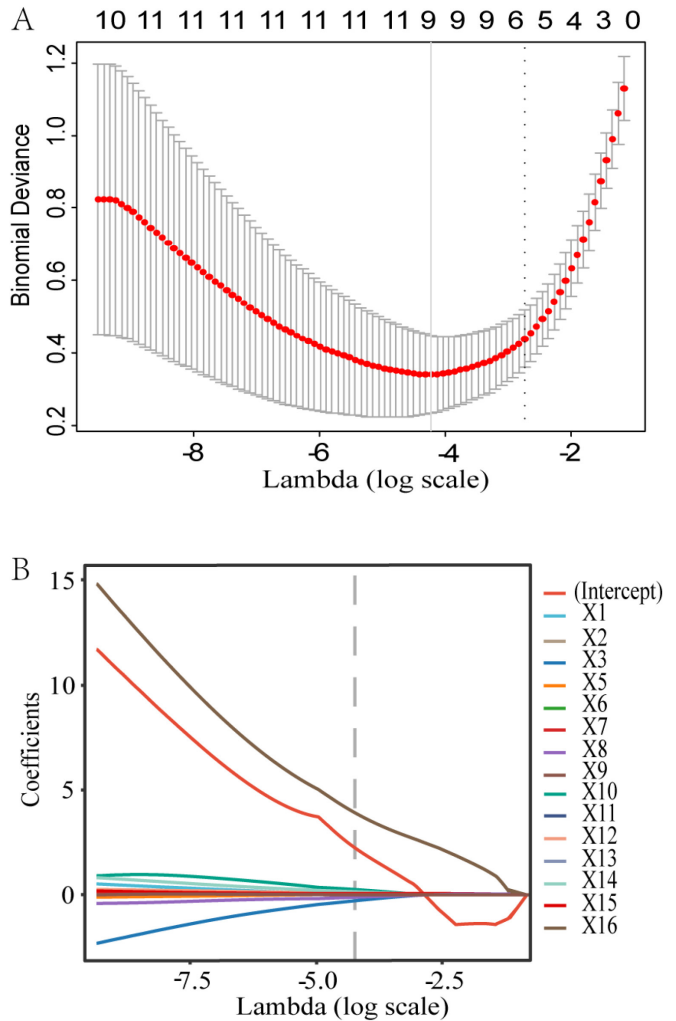 A
10 11 11 11 11 11 11 11 9 9 9 6 5 4 3 0
1.2
1.0
0.8
0.6
0.4
0.2
Binomial Deviance
-8 -6 -4 -2
Lambda (log scale)
B
15
10
5
0
Coefficients
-7.5 -5.0 -2.5
Lambda (log scale)
(Intercept)
X1
X2
X3
X5
X6
X7
X8
X9
X10
X11
X12
X13
X14
X15
X16